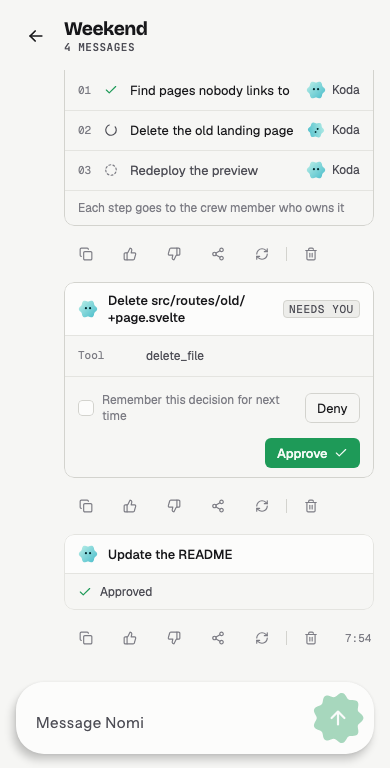 Weekend
4 MESSAGES
01 Find pages nobody links to Koda
02 Delete the old landing page Koda
03 Redeploy the preview Koda
Each step goes to the crew member who owns it
Delete src/routes/old/
+page.svelte
NEEDS YOU
Tool delete_file
Remember this decision for next
time
Deny
Approve
Update the README
Approved
7:54
Message Nomi